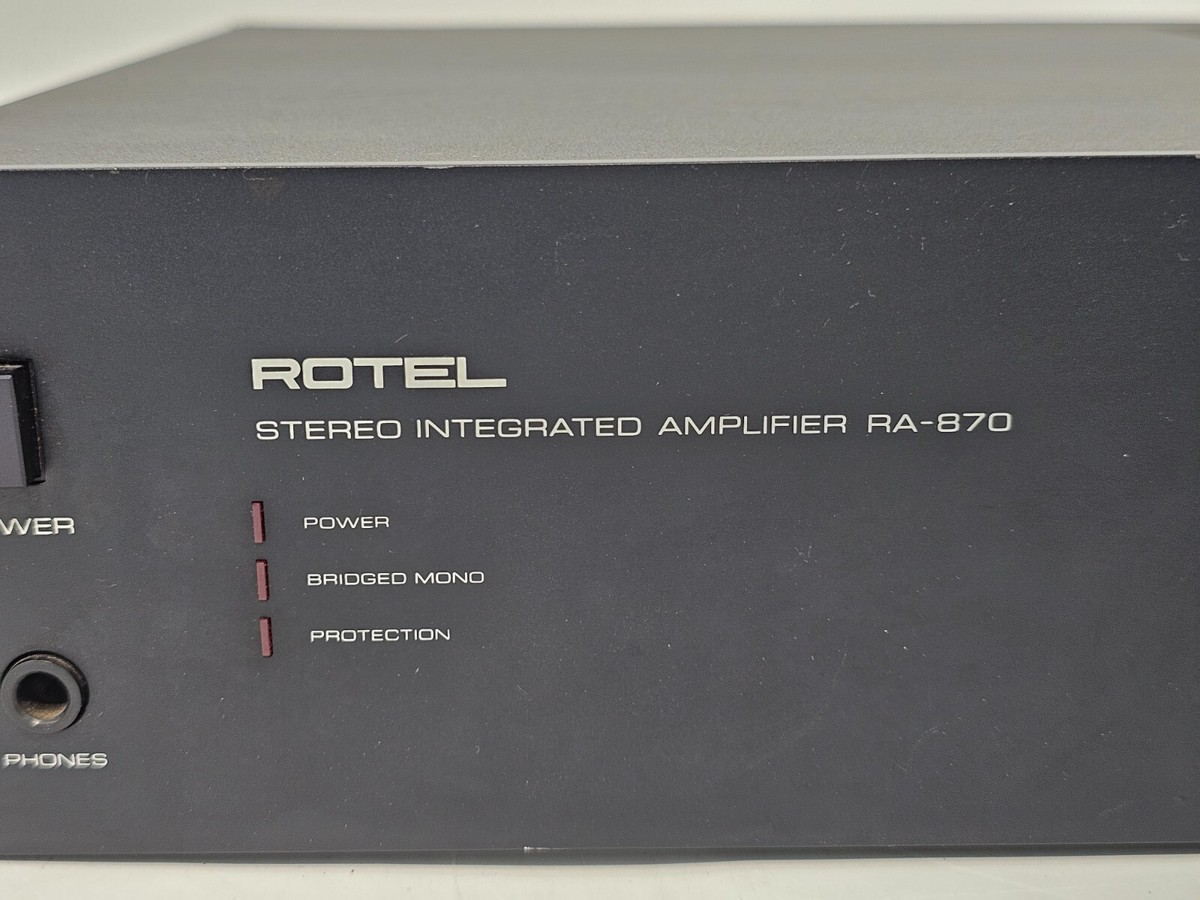 ROTEL
STEREO INTEGRATED AMPLIFIER RA-870
WER
POWER
BRIDGED MONO
PROTECTION
PHONES